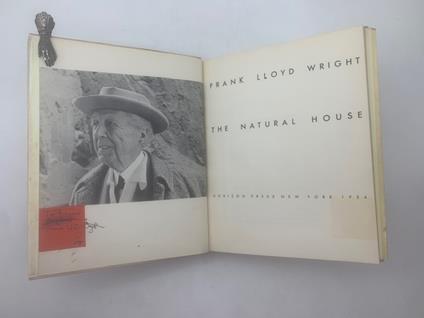 FRANK LLOYD WRIGHT
THE NATURAL HOUSE
HORIZON PRESS NEW YORK 1954